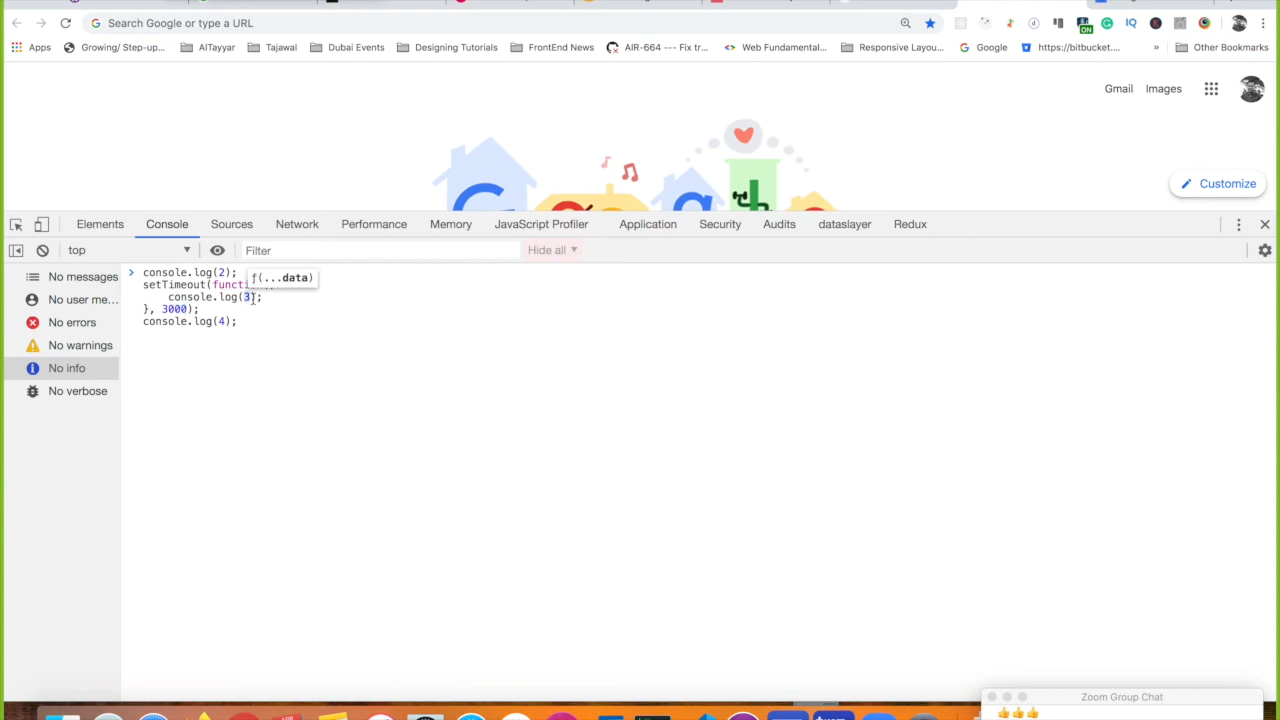 Search Google or type a URL
Apps Growing/ Step-up... AlTayyar Tajawal Dubai Events Designing Tutorials FrontEnd News AIR-664 --- Fix tr... Web Fundamental... Responsive Layou... Google https://bitbucket.... » Other Bookmarks
ON
IQ
Gmail Images
Customize
Elements Console Sources Network Performance Memory JavaScript Profiler Application Security Audits datalayer Redux
top Filter Hide all
No messages
No user me...
No errors
No warnings
No info
No verbose
console.log(2);
ƒ(...data)
setTimeout(functi
console.log(3);
}, 3000);
console.log(4);
Zoom Group Chat